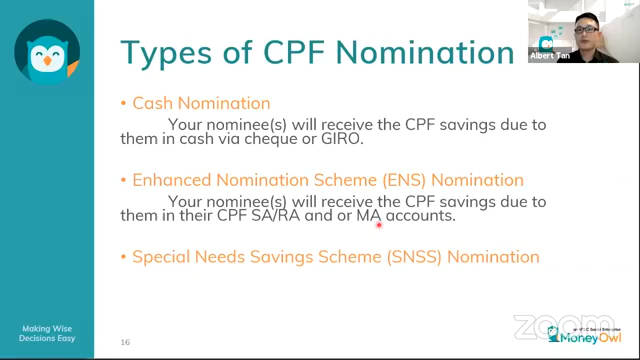 Types of CPF Nomination
Albert Tan
• Cash Nomination
Your nominee(s) will receive the CPF savings due to
them in cash via cheque or GIRO.
• Enhanced Nomination Scheme (ENS) Nomination
Your nominee(s) will receive the CPF savings due to
them in their CPF SA/RA and or MA accounts.
• Special Needs Savings Scheme (SNSS) Nomination
Making Wise
Decisions Easy
16
zoom
Social Enterprise
MoneyOwl